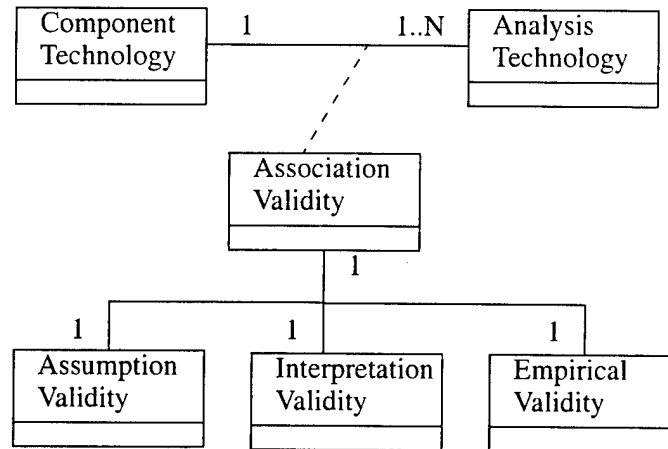 Component
Technology
1
1..N
Analysis
Technology
Association
Validity
1
1
1
1
Assumption
Validity
Interpretation
Validity
Empirical
Validity